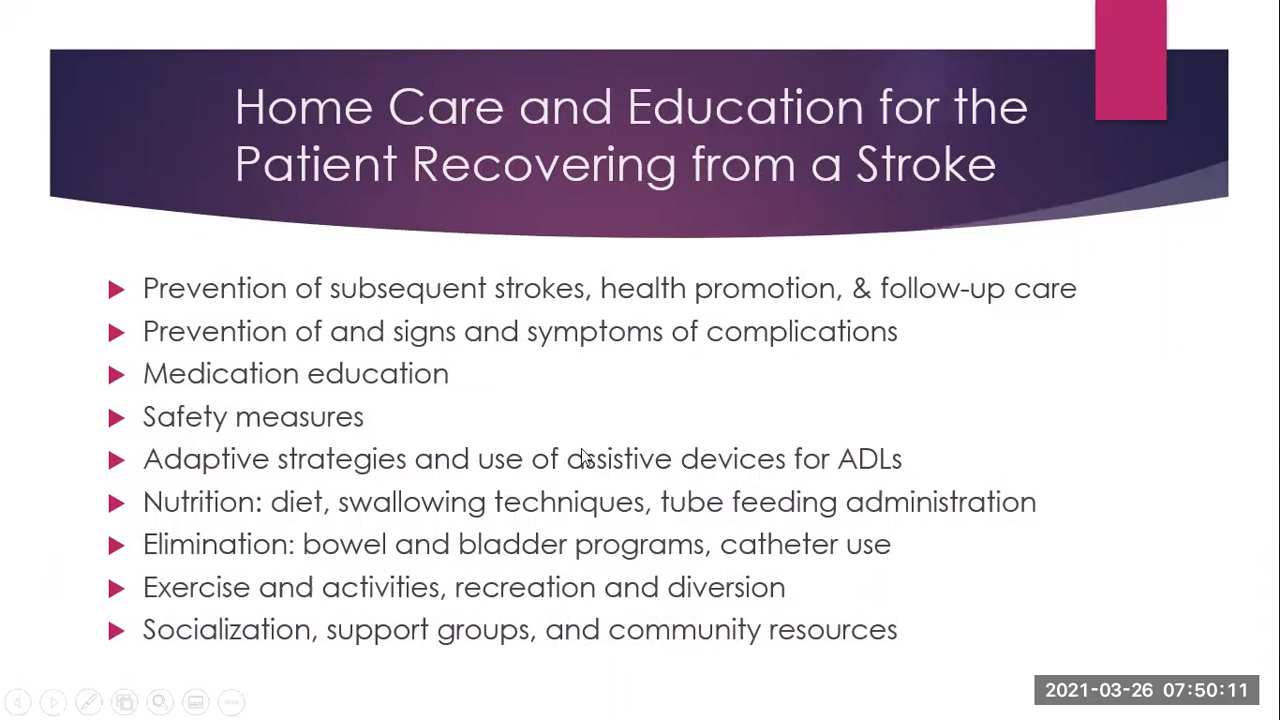 Home Care and Education for the
Patient Recovering from a Stroke
Prevention of subsequent strokes, health promotion, & follow-up care
Prevention of and signs and symptoms of complications
Medication education
Safety measures
Adaptive strategies and use of assistive devices for ADLs
Nutrition: diet, swallowing techniques, tube feeding administration
Elimination: bowel and bladder programs, catheter use
Exercise and activities, recreation and diversion
Socialization, support groups, and community resources
2021-03-26 07:50:11